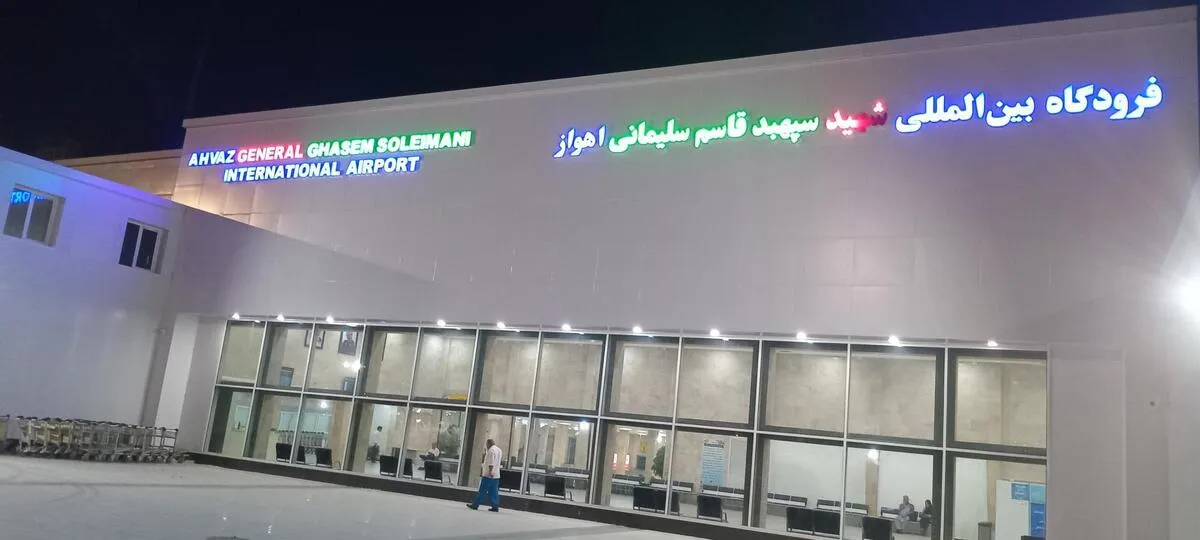 AHVAZ GENERAL GHASEM SOLEIMANI
INTERNATIONAL AIRPORT
فرودگاه بین‌المللی شهید سپهبد قاسم سلیمانی اهواز